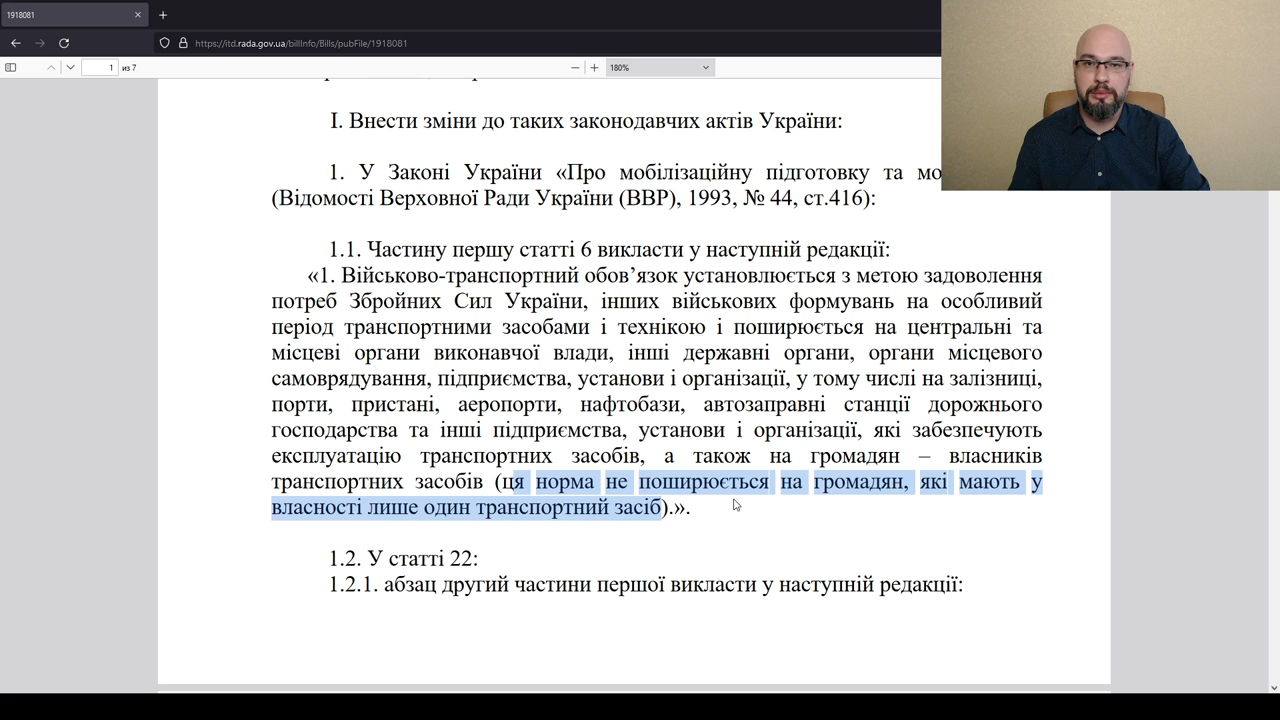 1918081
https://itd.rada.gov.ua/billInfo/Bills/pubFile/1918081
1 из 7
180%
І. Внести зміни до таких законодавчих актів України:
1. У Законі України «Про мобілізаційну підготовку та мо
(Відомості Верховної Ради України (ВВР), 1993, № 44, ст.416):
1.1. Частину першу статті 6 викласти у наступній редакції:
«1. Військово-транспортний обов’язок установлюється з метою задоволення
потреб Збройних Сил України, інших військових формувань на особливий
період транспортними засобами і технікою і поширюється на центральні та
місцеві органи виконавчої влади, інші державні органи, органи місцевого
самоврядування, підприємства, установи і організації, у тому числі на залізниці,
порти, пристані, аеропорти, нафтобази, автозаправні станції дорожнього
господарства та інші підприємства, установи і організації, які забезпечують
експлуатацію транспортних засобів, а також на громадян – власників
транспортних засобів (ця норма не поширюється на громадян, які мають у
власності лише один транспортний засіб).».
1.2. У статті 22:
1.2.1. абзац другий частини першої викласти у наступній редакції: